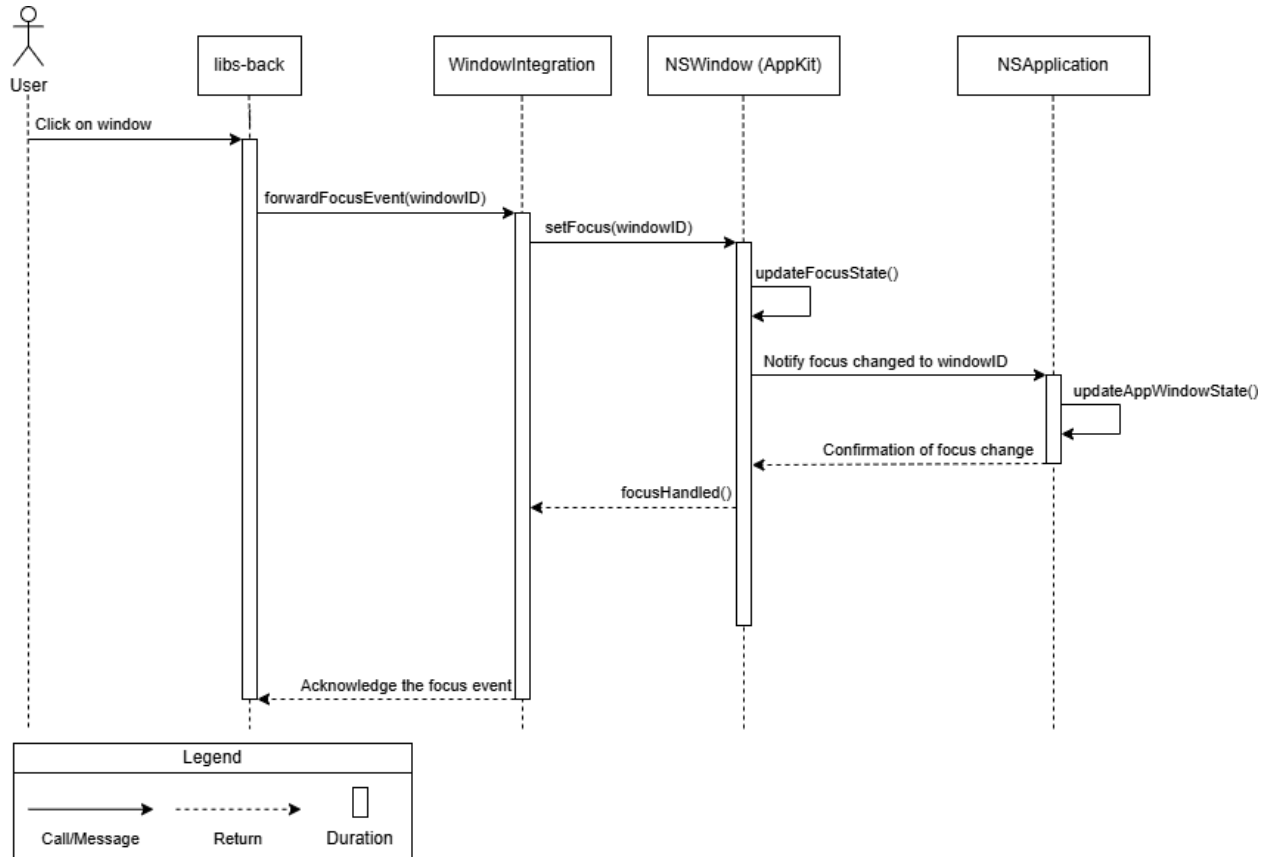 User
libs-back
WindowIntegration
NSWindow (AppKit)
NSApplication
Click on window
forwardFocusEvent(windowID)
setFocus(windowID)
updateFocusState()
Notify focus changed to windowID
updateAppWindowState()
Confirmation of focus change
focusHandled()
Acknowledge the focus event
Legend
Call/Message
Return
Duration